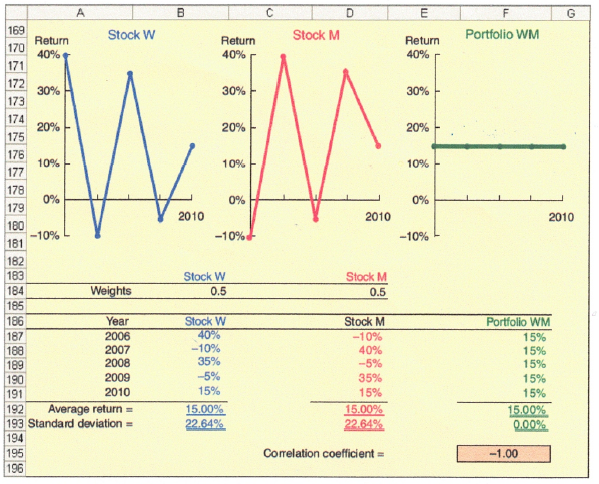 A B C D E F G
169 Stock W Stock M Portfolio WM
170 Return Return Return
171 40% 40% 40%
172
173 30% 30% 30%
174
175 20% 20% 20%
176
177 10% 10% 10%
178
179 0% 0% 0%
180 2010 2010 2010
181 –10% –10% –10%
182
183 Stock W Stock M
184 Weights 0.5 0.5
185
186 Year Stock W Stock M Portfolio WM
187 2006 40% –10% 15%
188 2007 –10% 40% 15%
189 2008 35% –5% 15%
190 2009 –5% 35% 15%
191 2010 15% 15% 15%
192 Average return = 15.00% 15.00% 15.00%
193 Standard deviation = 22.64% 22.64% 0.00%
194
195 Correlation coefficient = –1.00
196